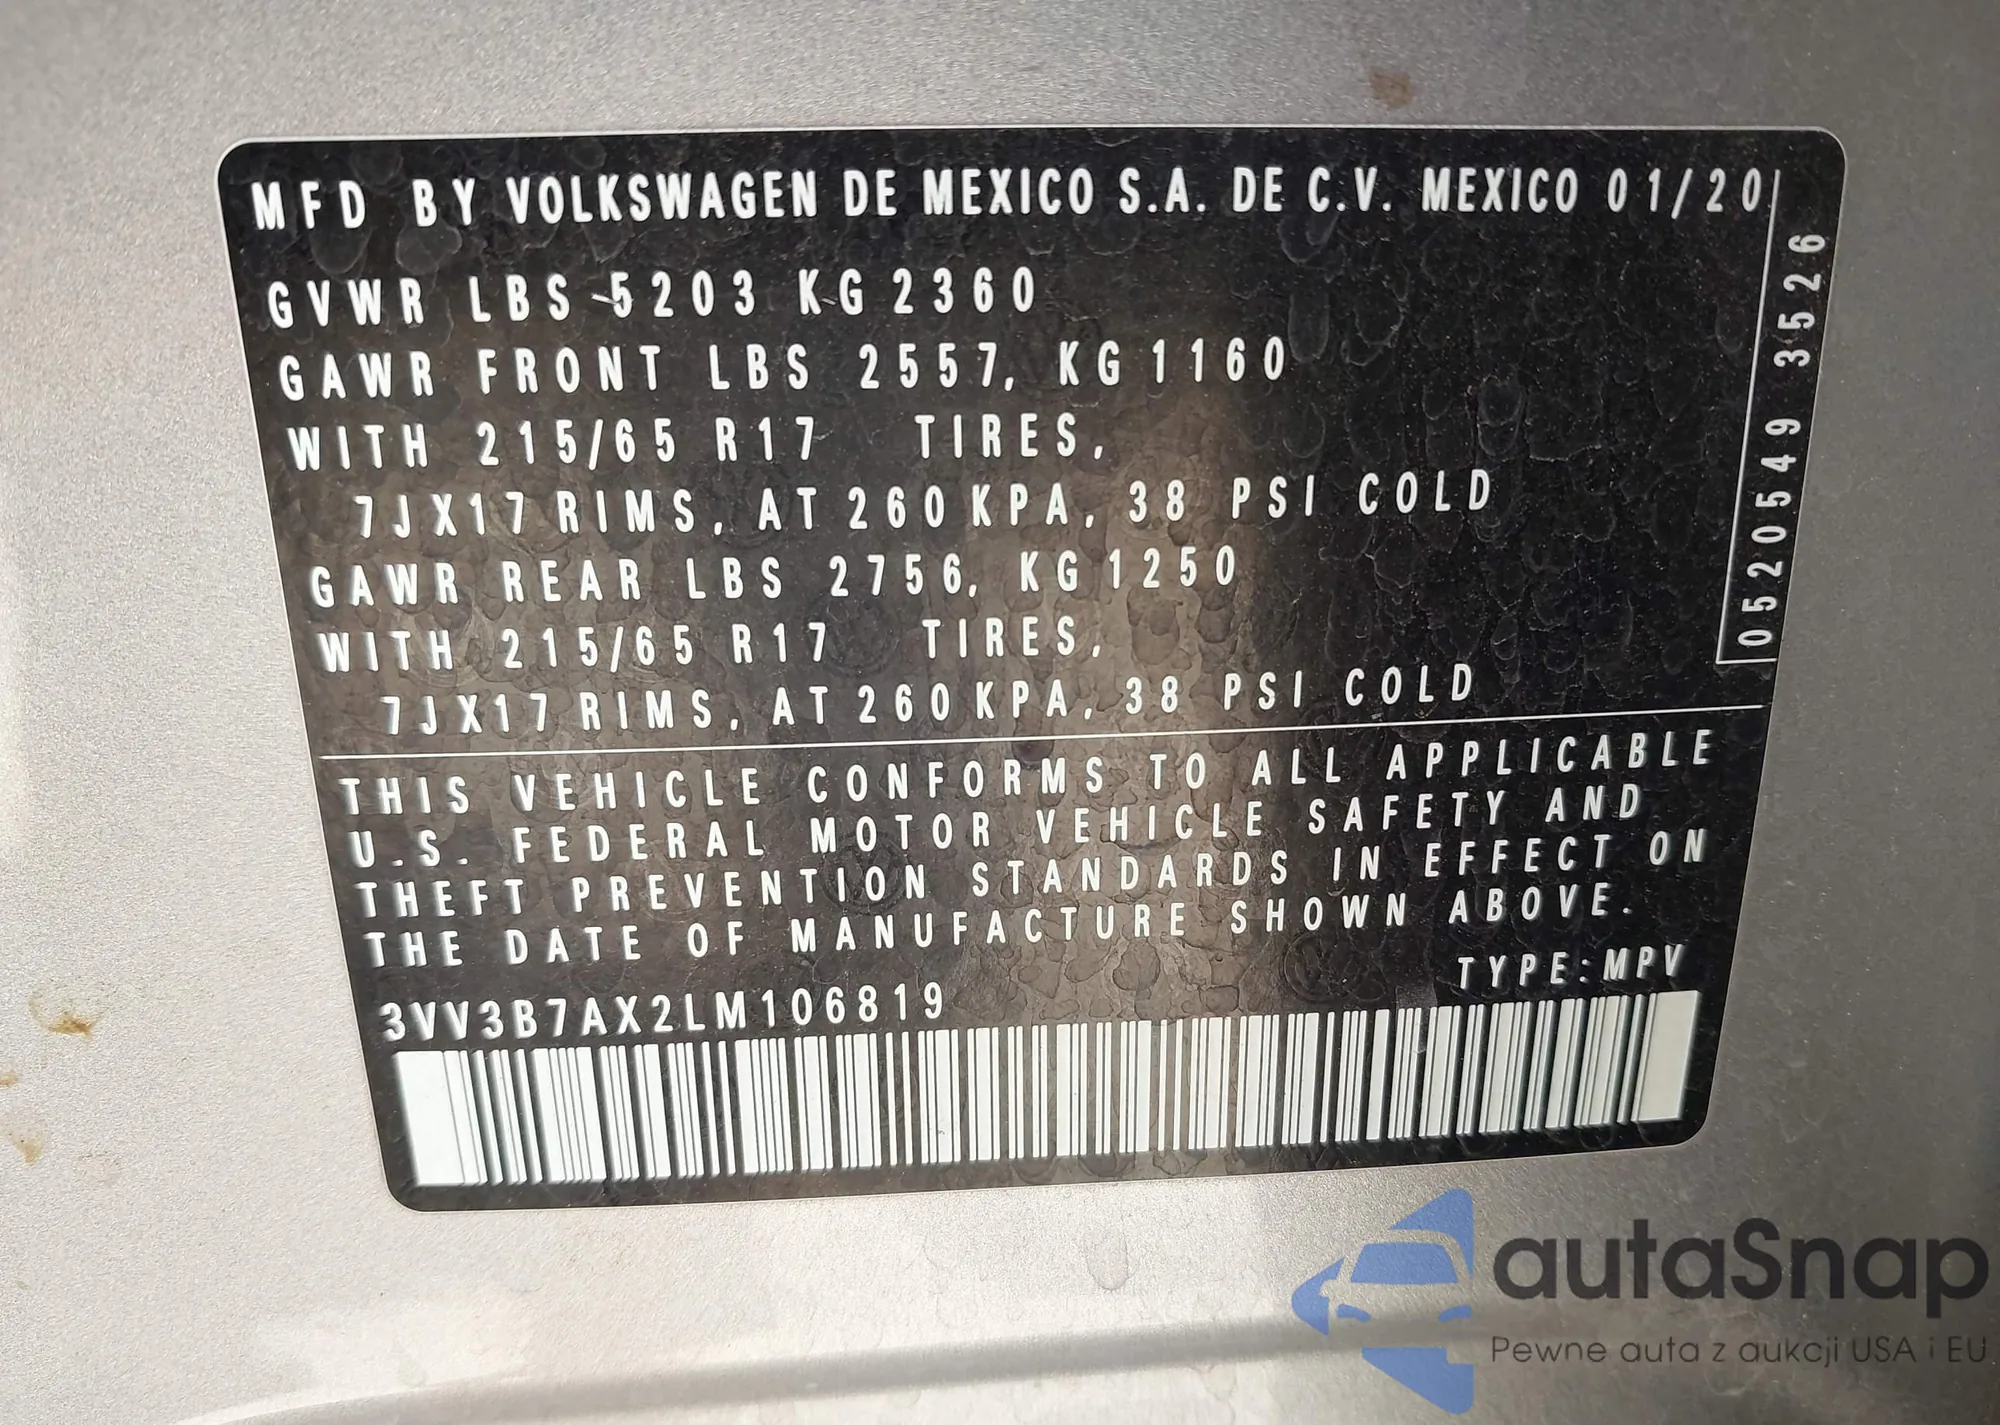 MFD BY VOLKSWAGEN DE MEXICO S.A. DE C.V. MEXICO 01/20
GVWR LBS 5203 KG 2360
GAWR FRONT LBS 2557, KG 1160
WITH 215/65 R17 TIRES,
7JX17 RIMS, AT 260 KPA, 38 PSI COLD
GAWR REAR LBS 2756, KG 1250
WITH 215/65 R17 TIRES,
7JX17 RIMS, AT 260 KPA, 38 PSI COLD
0520549 3526
THIS VEHICLE CONFORMS TO ALL APPLICABLE
U.S. FEDERAL MOTOR VEHICLE SAFETY AND
THEFT PREVENTION STANDARDS IN EFFECT ON
THE DATE OF MANUFACTURE SHOWN ABOVE.
TYPE:MPV
3VV3B7AX2LM106819
autaSnap
Pewne auta z aukcji USA i EU